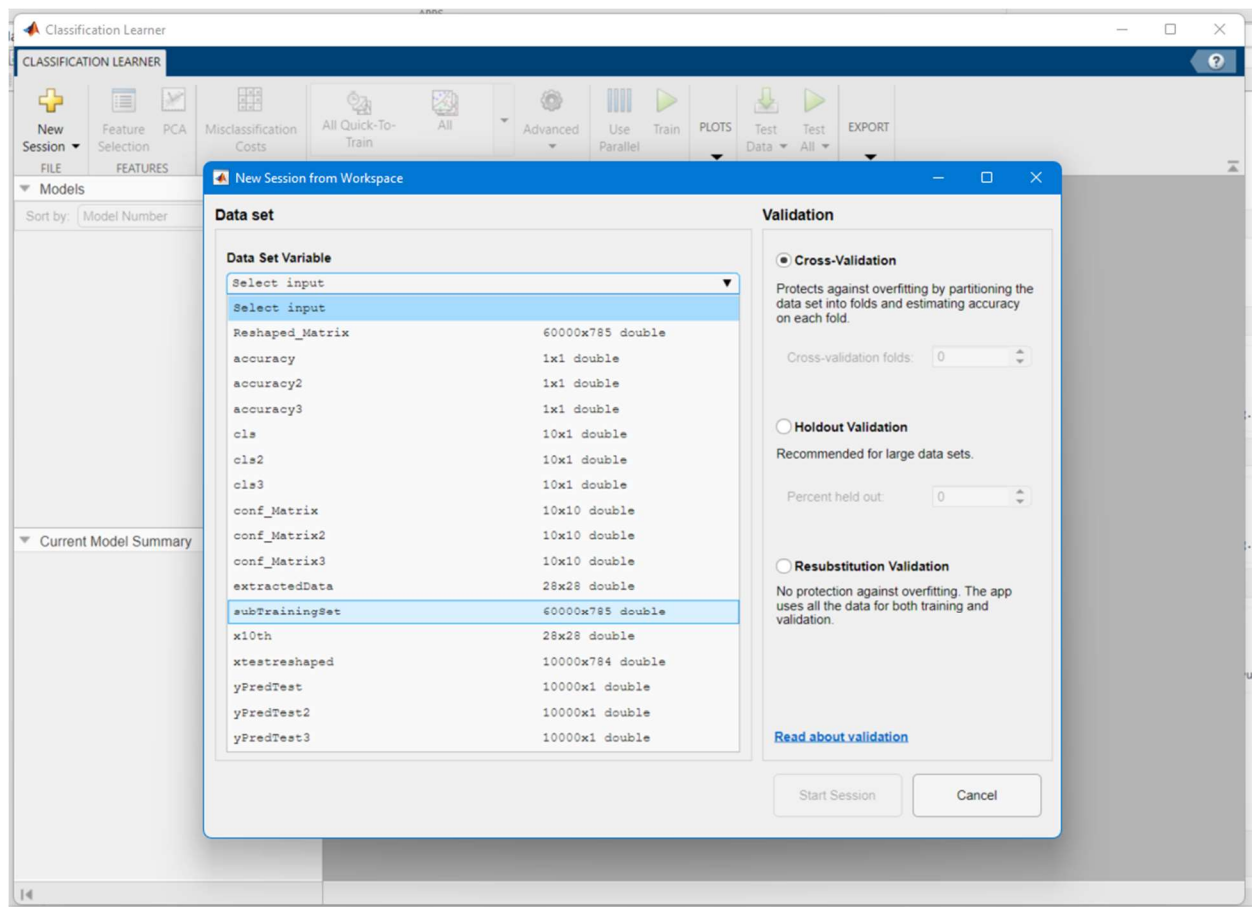 APPS
Classification Learner
CLASSIFICATION LEARNER
?
New Session
Feature Selection
PCA
Misclassification Costs
All Quick-To-Train
All
Advanced
Use Parallel
Train
PLOTS
Test Data
Test All
EXPORT
FILE
FEATURES
Models
Sort by: Model Number
Current Model Summary
New Session from Workspace
Data set
Data Set Variable
Select input
Select input
Reshaped_Matrix 60000x785 double
accuracy 1x1 double
accuracy2 1x1 double
accuracy3 1x1 double
cls 10x1 double
cls2 10x1 double
cls3 10x1 double
conf_Matrix 10x10 double
conf_Matrix2 10x10 double
conf_Matrix3 10x10 double
extractedData 28x28 double
subTrainingSet 60000x785 double
x10th 28x28 double
xtestreshaped 10000x784 double
yPredTest 10000x1 double
yPredTest2 10000x1 double
yPredTest3 10000x1 double
Validation
Cross-Validation
Protects against overfitting by partitioning the
data set into folds and estimating accuracy
on each fold.
Cross-validation folds: 0
Holdout Validation
Recommended for large data sets.
Percent held out: 0
Resubstitution Validation
No protection against overfitting. The app
uses all the data for both training and
validation.
Read about validation
Start Session
Cancel